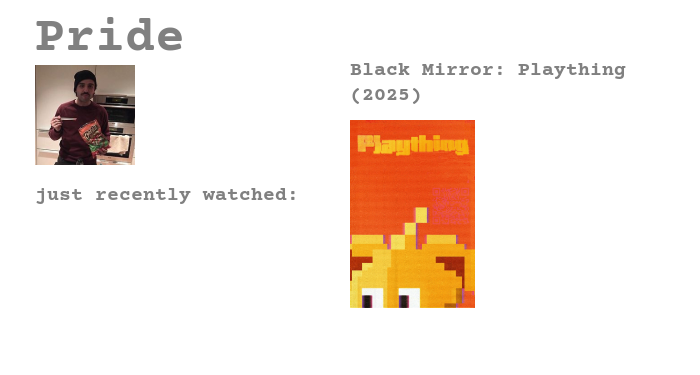 Pride
just recently watched:
Black Mirror: Plaything
(2025)
Plaything